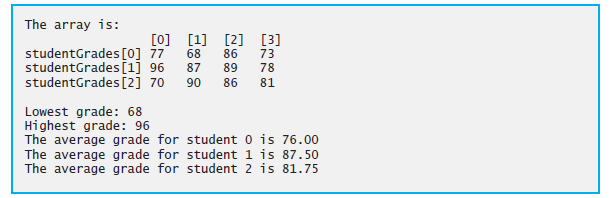 The array is:
[0] [1] [2] [3]
studentGrades[0] 77 68 86 73
studentGrades[1] 96 87 89 78
studentGrades[2] 70 90 86 81
Lowest grade: 68
Highest grade: 96
The average grade for student 0 is 76.00
The average grade for student 1 is 87.50
The average grade for student 2 is 81.75